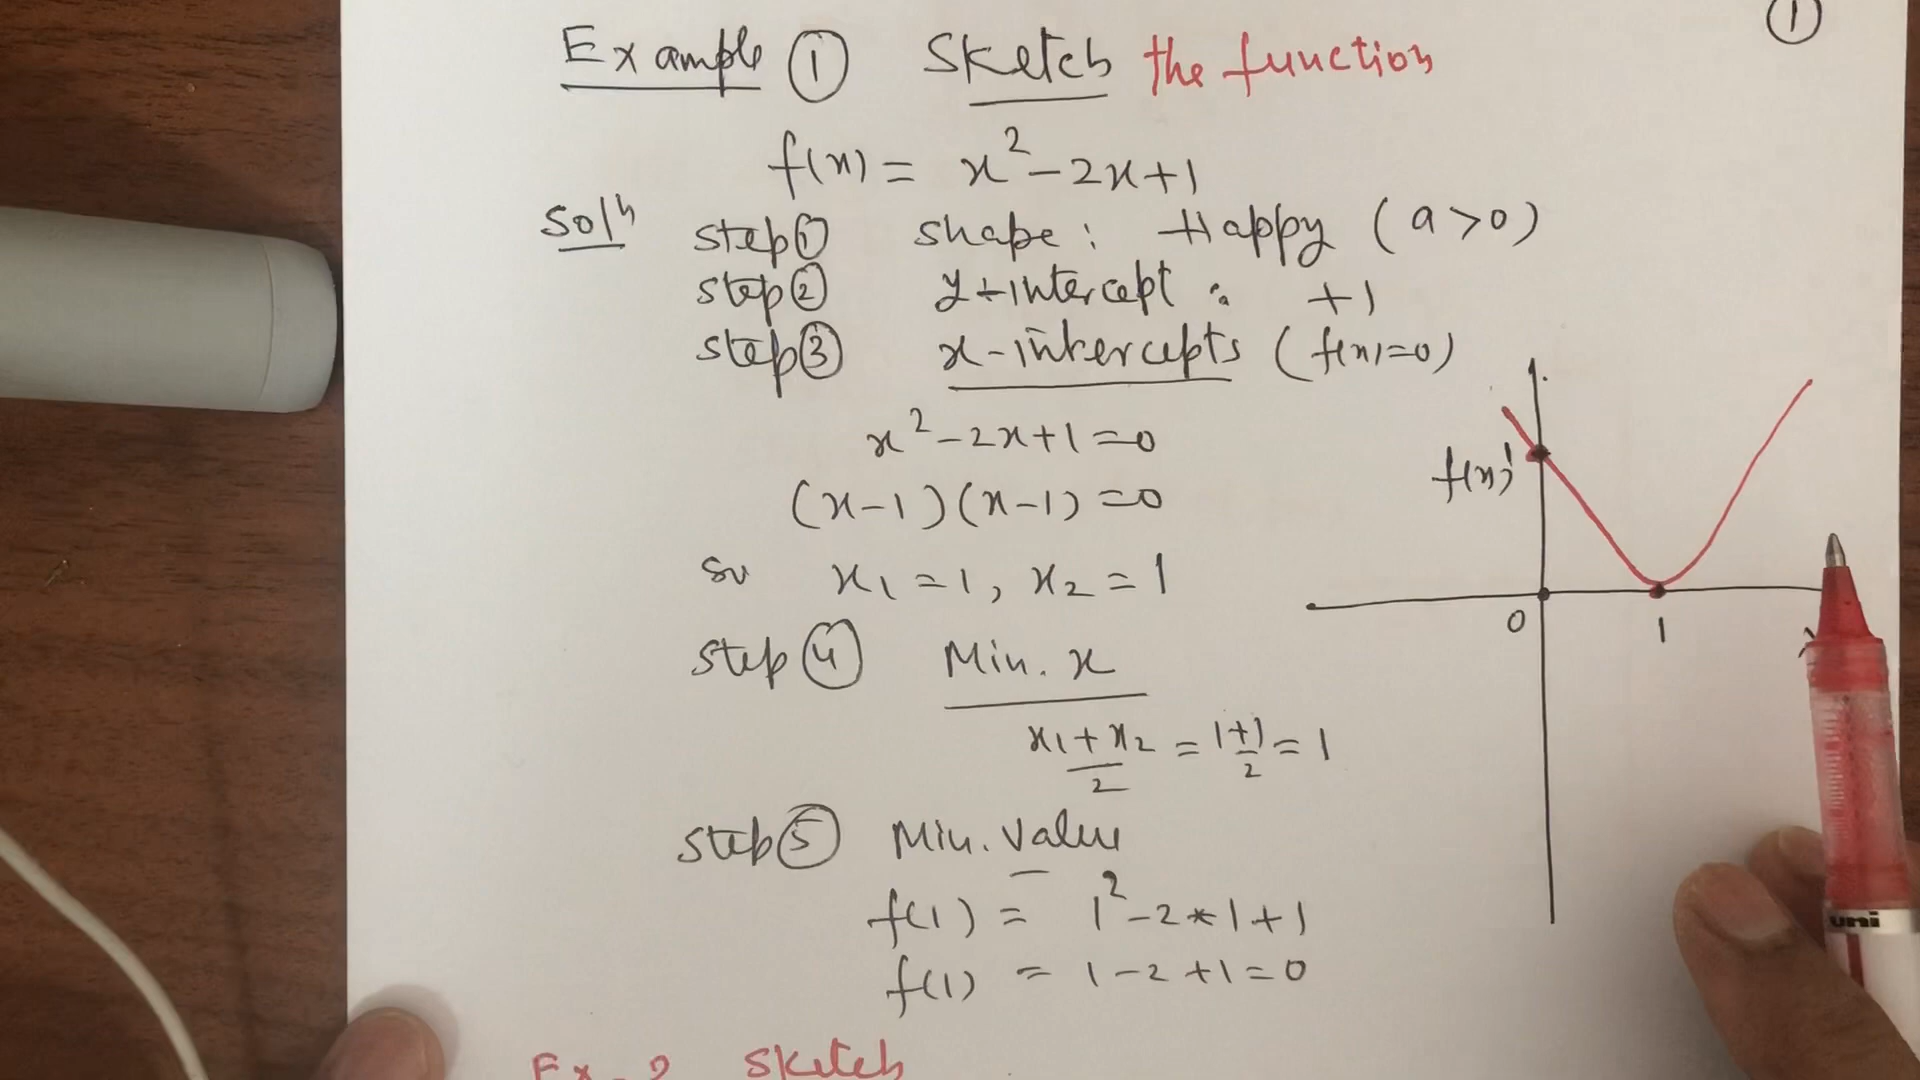 ①
Example ① Sketch the function
f(x) = x² - 2x + 1
Solⁿ step① shape: Happy (a > 0)
step② y-intercept : +1
step③ x-intercepts (f(x) = 0)
x² - 2x + 1 = 0
(x - 1)(x - 1) = 0
so x₁ = 1, x₂ = 1
step④ Min. x
(x₁ + x₂)/2 = (1+1)/2 = 1
step⑤ Min. Value
f(1) = 1² - 2*1 + 1
f(1) = 1 - 2 + 1 = 0
Ex - 2 sketch
f(x) 1
0 1
uni